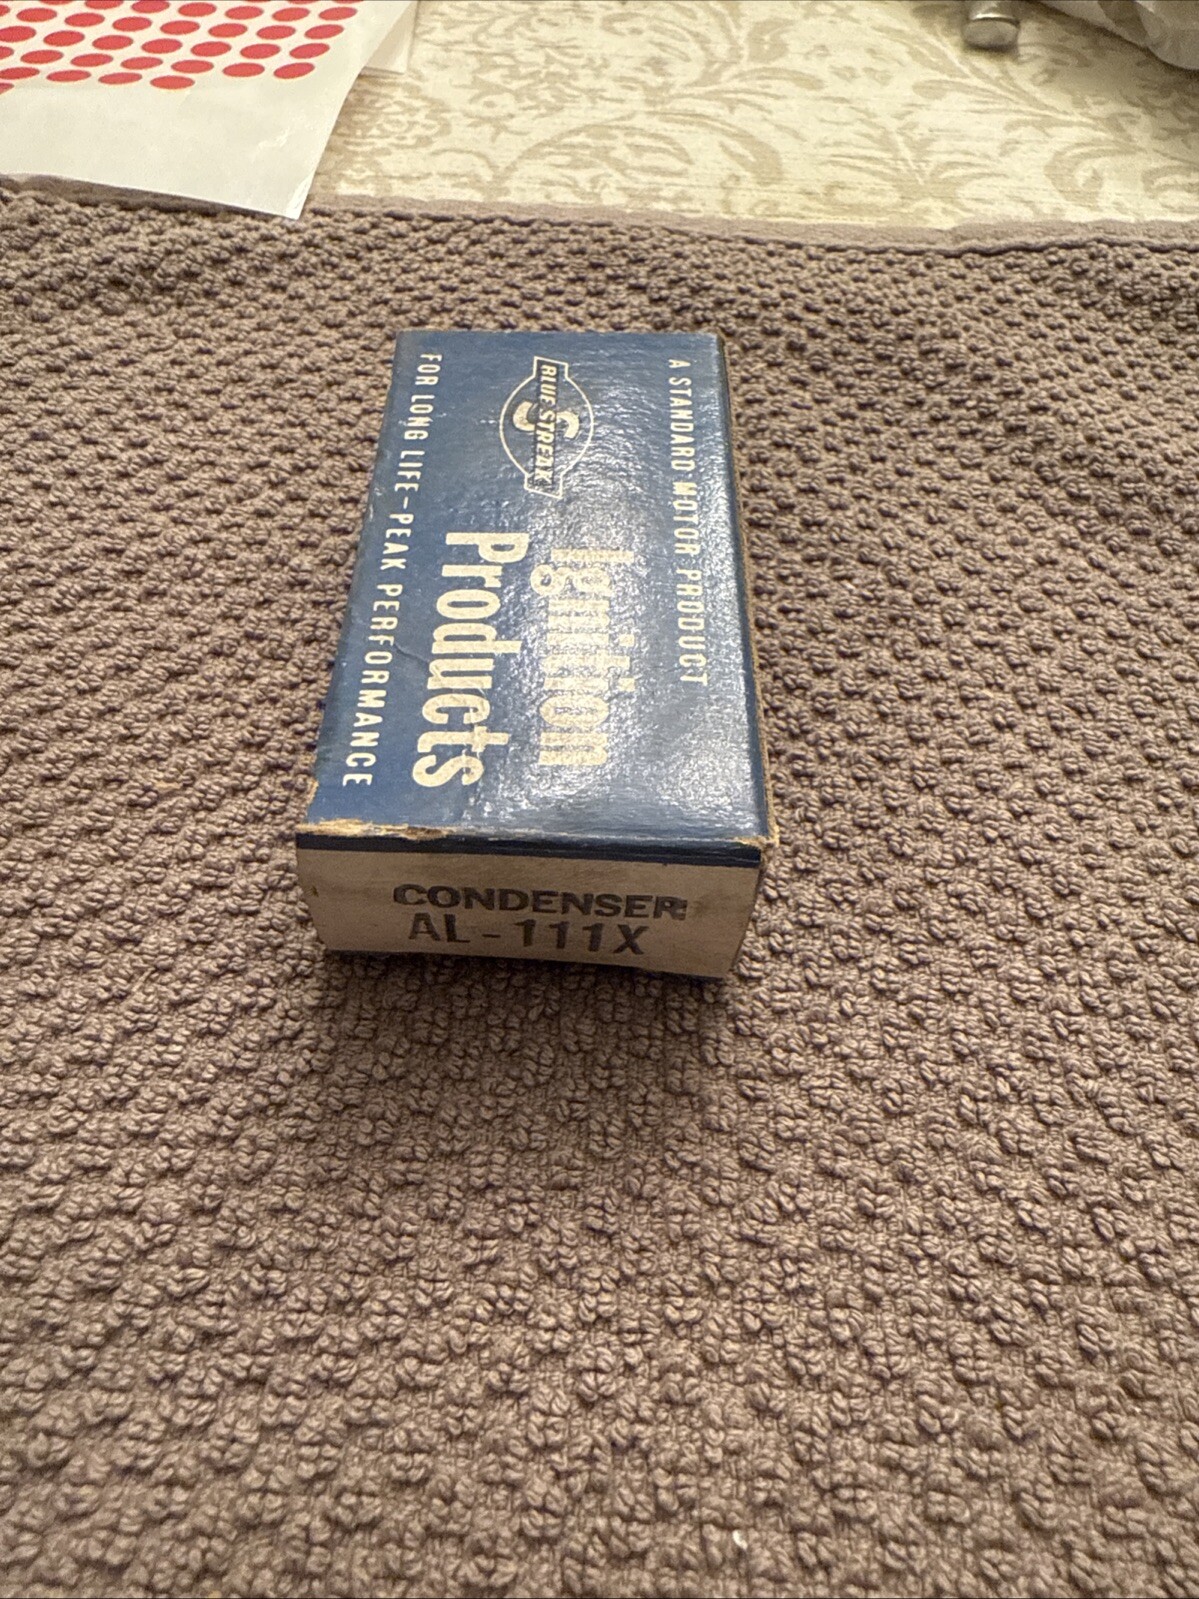 A STANDARD MOTOR PRODUCT
BLUE STREAK
S
Ignition
Products
FOR LONG LIFE-PEAK PERFORMANCE
CONDENSER
AL-111X